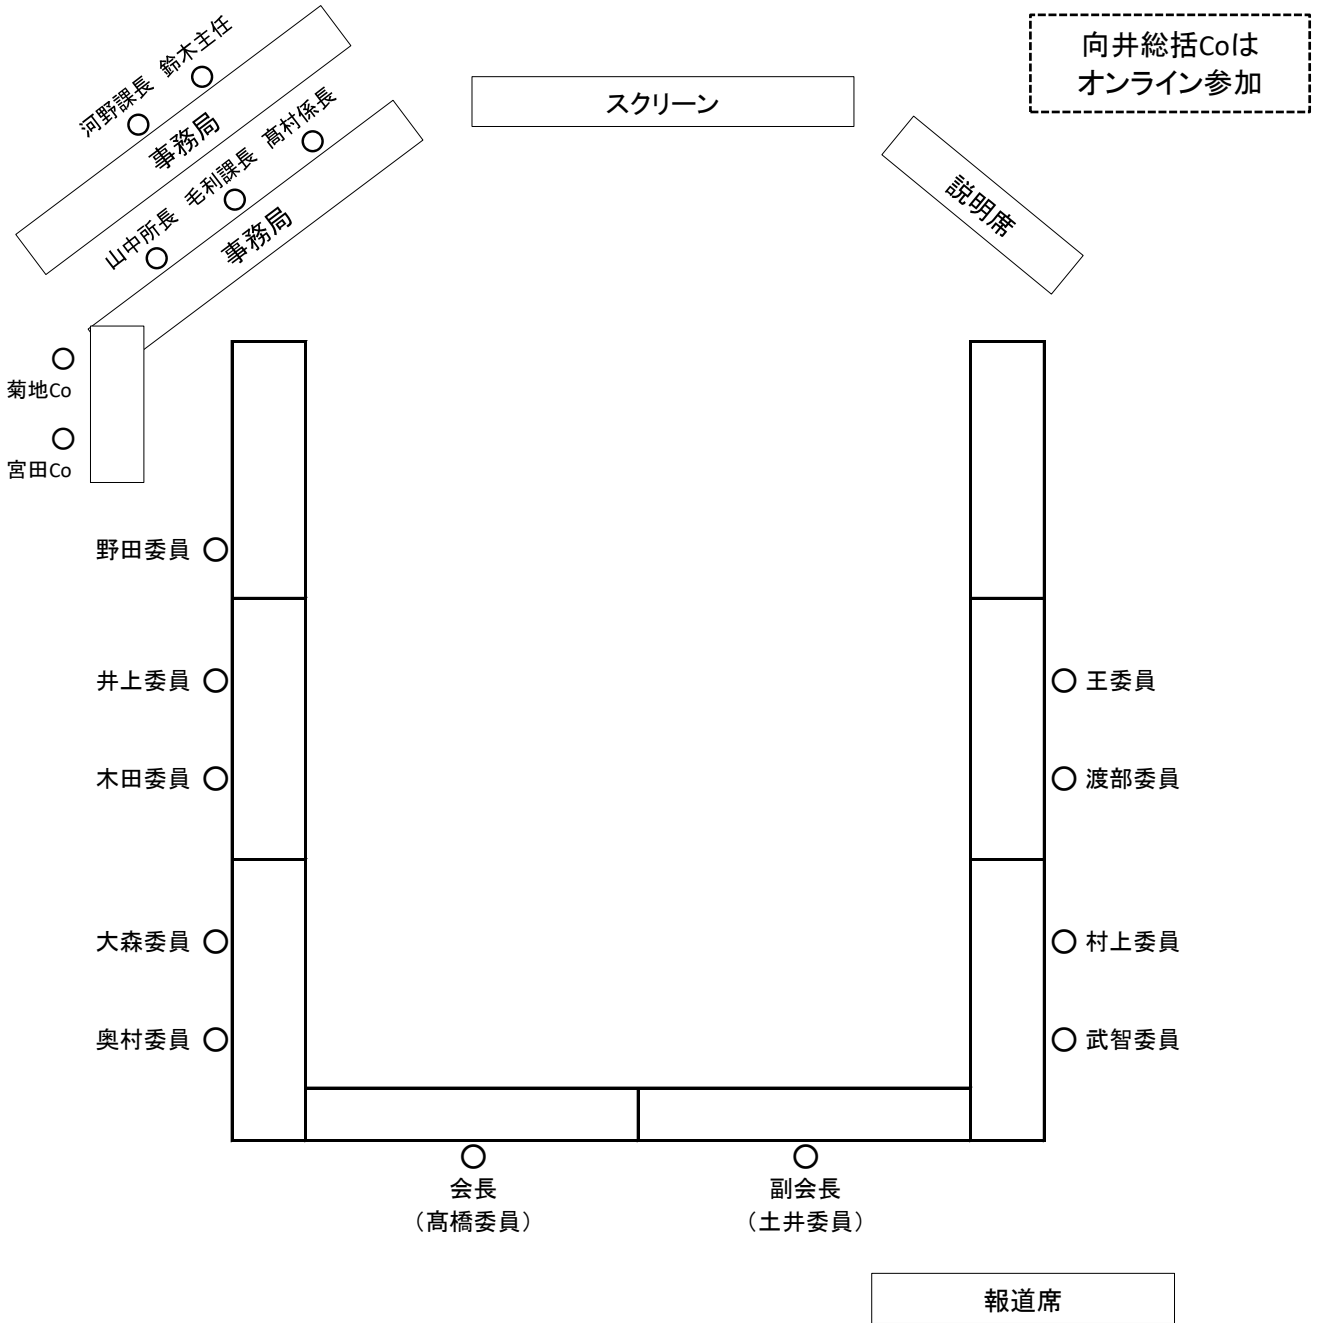 向井総括Coは
オンライン参加
スクリーン
河野課長 鈴木主任
事務局
山中所長 毛利課長 髙村係長
事務局
説明席
菊地Co
宮田Co
野田委員
井上委員
王委員
木田委員
渡部委員
大森委員
村上委員
奥村委員
武智委員
会長
（髙橋委員）
副会長
（土井委員）
報道席